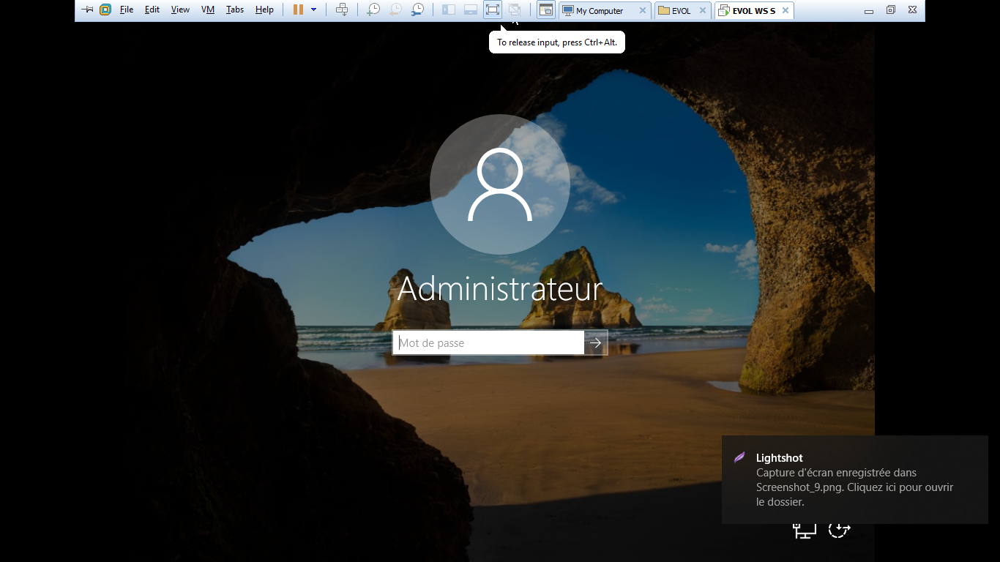 File Edit View VM Tabs Help My Computer EVOL EVOL WS S
To release input, press Ctrl+Alt.
Administrateur
Mot de passe
Lightshot
Capture d'écran enregistrée dans
Screenshot_9.png. Cliquez ici pour ouvrir
le dossier.